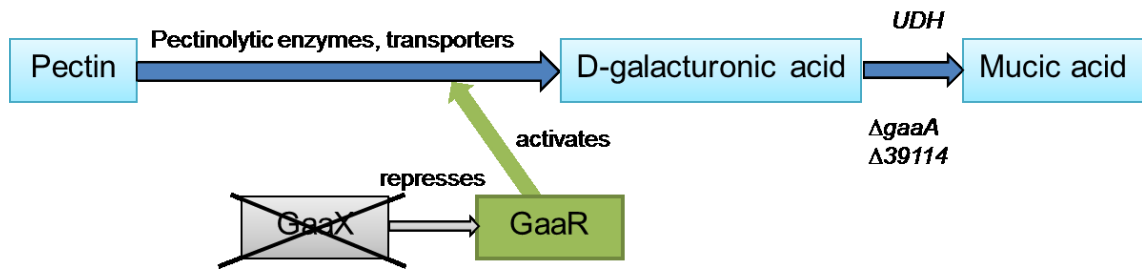 UDH
Pectinolytic enzymes, transporters
Pectin
D-galacturonic acid
Mucic acid
ΔgaaA
Δ39114
activates
represses
GaaX
GaaR